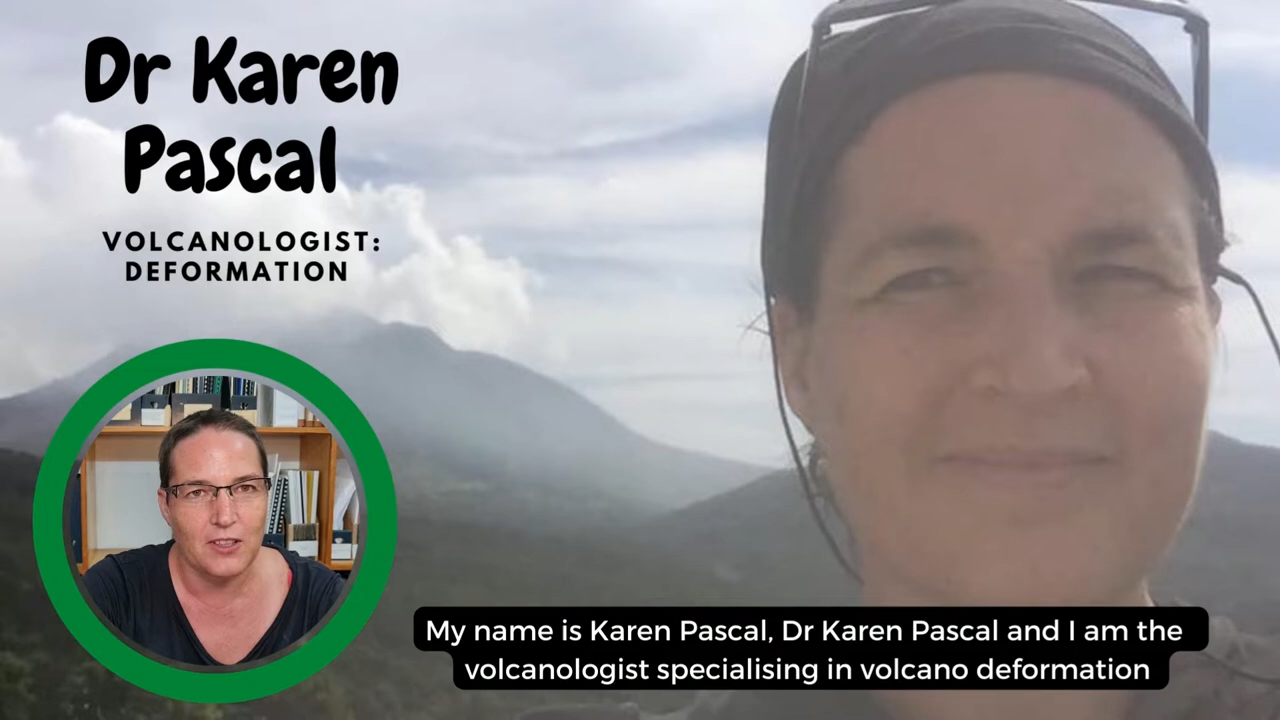 Dr Karen
Pascal
VOLCANOLOGIST:
DEFORMATION
My name is Karen Pascal, Dr Karen Pascal and I am the
volcanologist specialising in volcano deformation